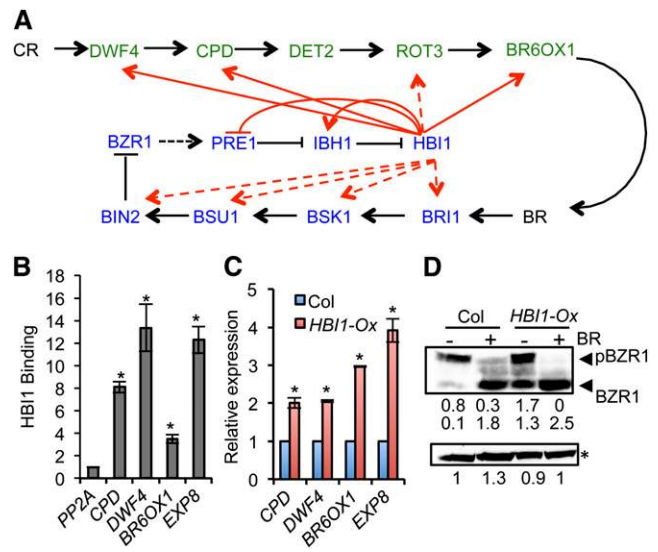 A
CR DWF4 CPD DET2 ROT3 BR6OX1
BZR1 PRE1 IBH1 HBI1
BIN2 BSU1 BSK1 BRI1 BR
B
HBI1 Binding
18
16
14
12
10
8
6
4
2
0
*
*
*
*
PP2A
CPD
DWF4
BR6OX1
EXP8
C
Relative expression
5
4
3
2
1
0
Col
HBI1-Ox
*
*
*
*
CPD
DWF4
BR6OX1
EXP8
D
Col HBI1-Ox
- + - + BR
pBZR1
BZR1
0.8 0.3 1.7 0
0.1 1.8 1.3 2.5
*
1 1.3 0.9 1